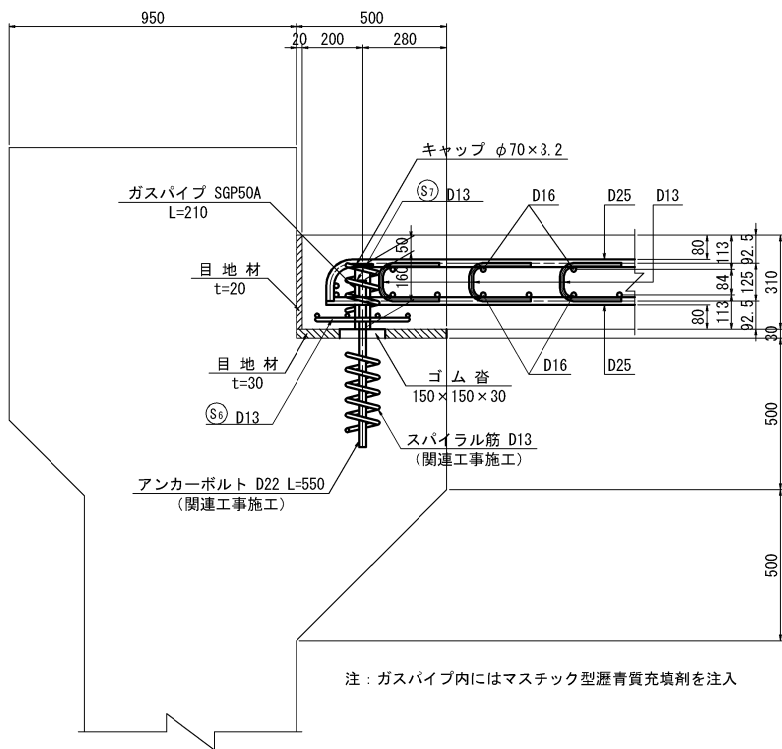 950
500
20
200
280
キャップ φ70×3.2
ガスパイプ SGP50A
L=210
S7 D13
D16
D25
D13
50
160
80
113
92.5
84
125
310
113
92.5
80
30
目 地 材
t=20
目 地 材
t=30
D16
D25
ゴ ム 沓
150×150×30
S6 D13
スパイラル筋 D13
(関連工事施工)
アンカーボルト D22 L=550
(関連工事施工)
500
500
注：ガスパイプ内にはマスチック型瀝青質充填剤を注入